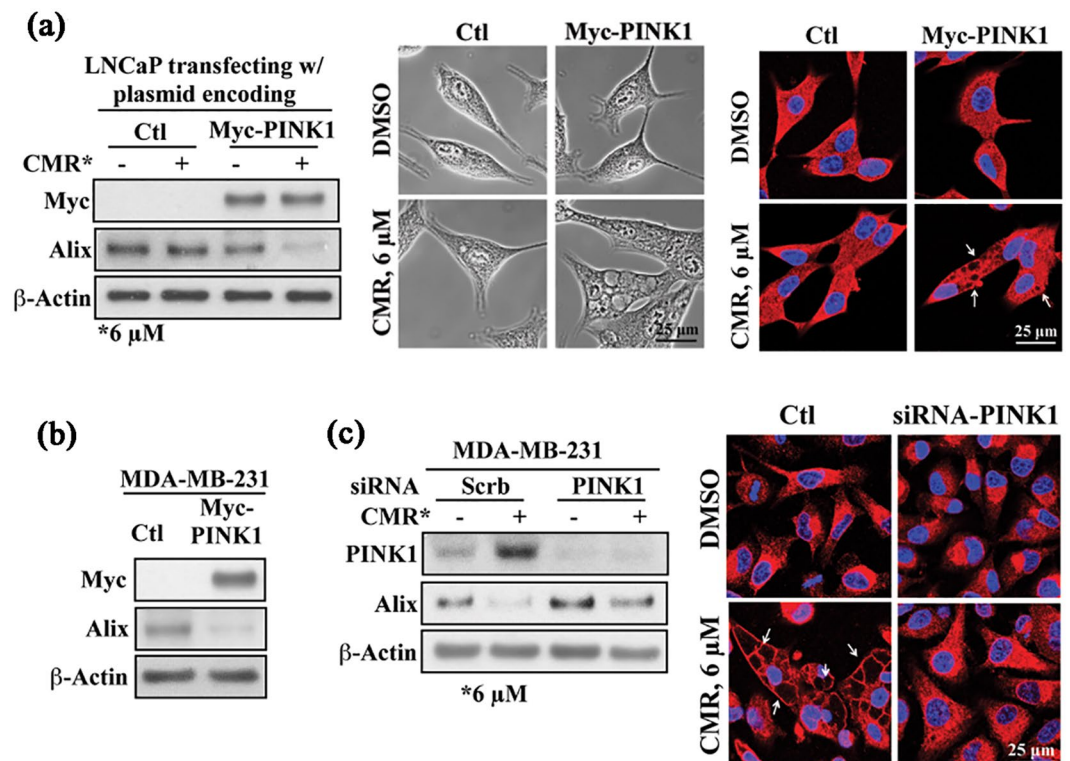 (a)
LNCaP transfecting w/
plasmid encoding
Ctl Myc-PINK1
CMR* - + - +
Myc
Alix
β-Actin
*6 μM
Ctl Myc-PINK1
DMSO
CMR, 6 μM
25 μm
Ctl Myc-PINK1
DMSO
CMR, 6 μM
25 μm
(b)
MDA-MB-231
Ctl Myc-
PINK1
Myc
Alix
β-Actin
(c)
MDA-MB-231
siRNA Scrb PINK1
CMR* - + - +
PINK1
Alix
β-Actin
*6 μM
Ctl siRNA-PINK1
DMSO
CMR, 6 μM
25 μm